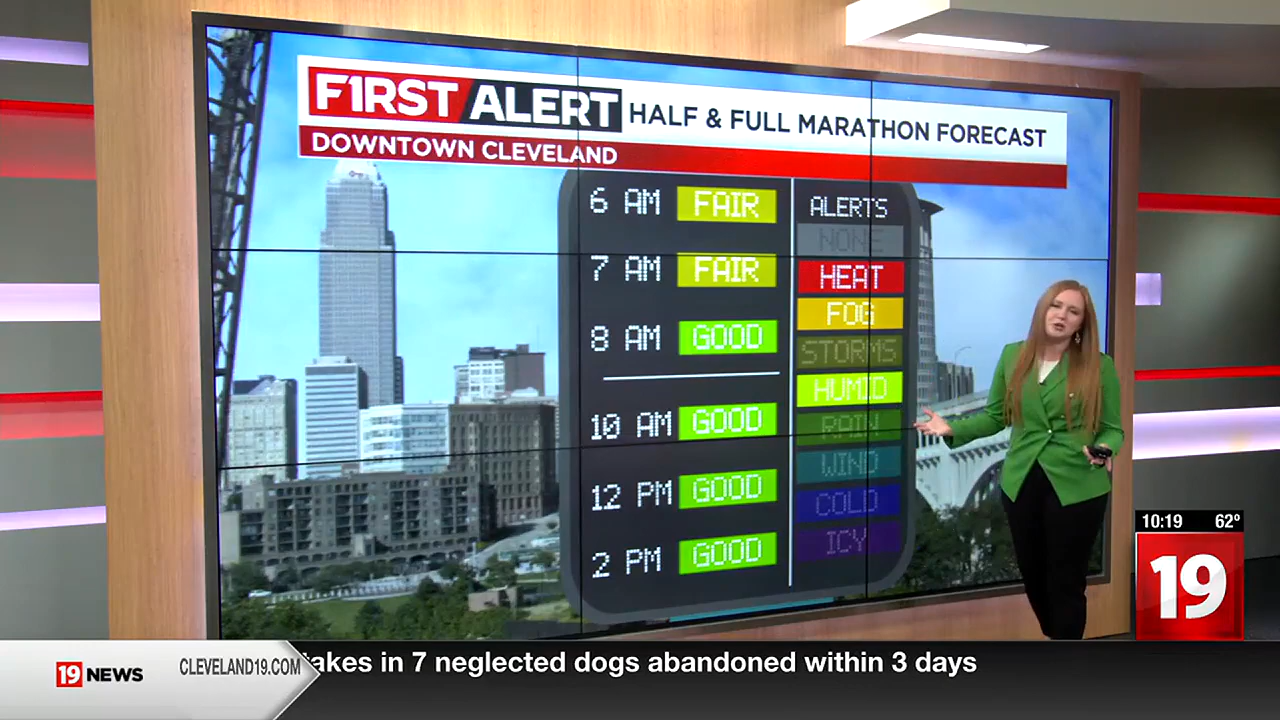 F1RST ALERT HALF & FULL MARATHON FORECAST
DOWNTOWN CLEVELAND
6 AM FAIR
7 AM FAIR
8 AM GOOD
10 AM GOOD
12 PM GOOD
2 PM GOOD
ALERTS
NONE
HEAT
FOG
STORMS
HUMID
RAIN
WIND
COLD
ICY
10:19 62°
19
19 NEWS
CLEVELAND19.COM
takes in 7 neglected dogs abandoned within 3 days